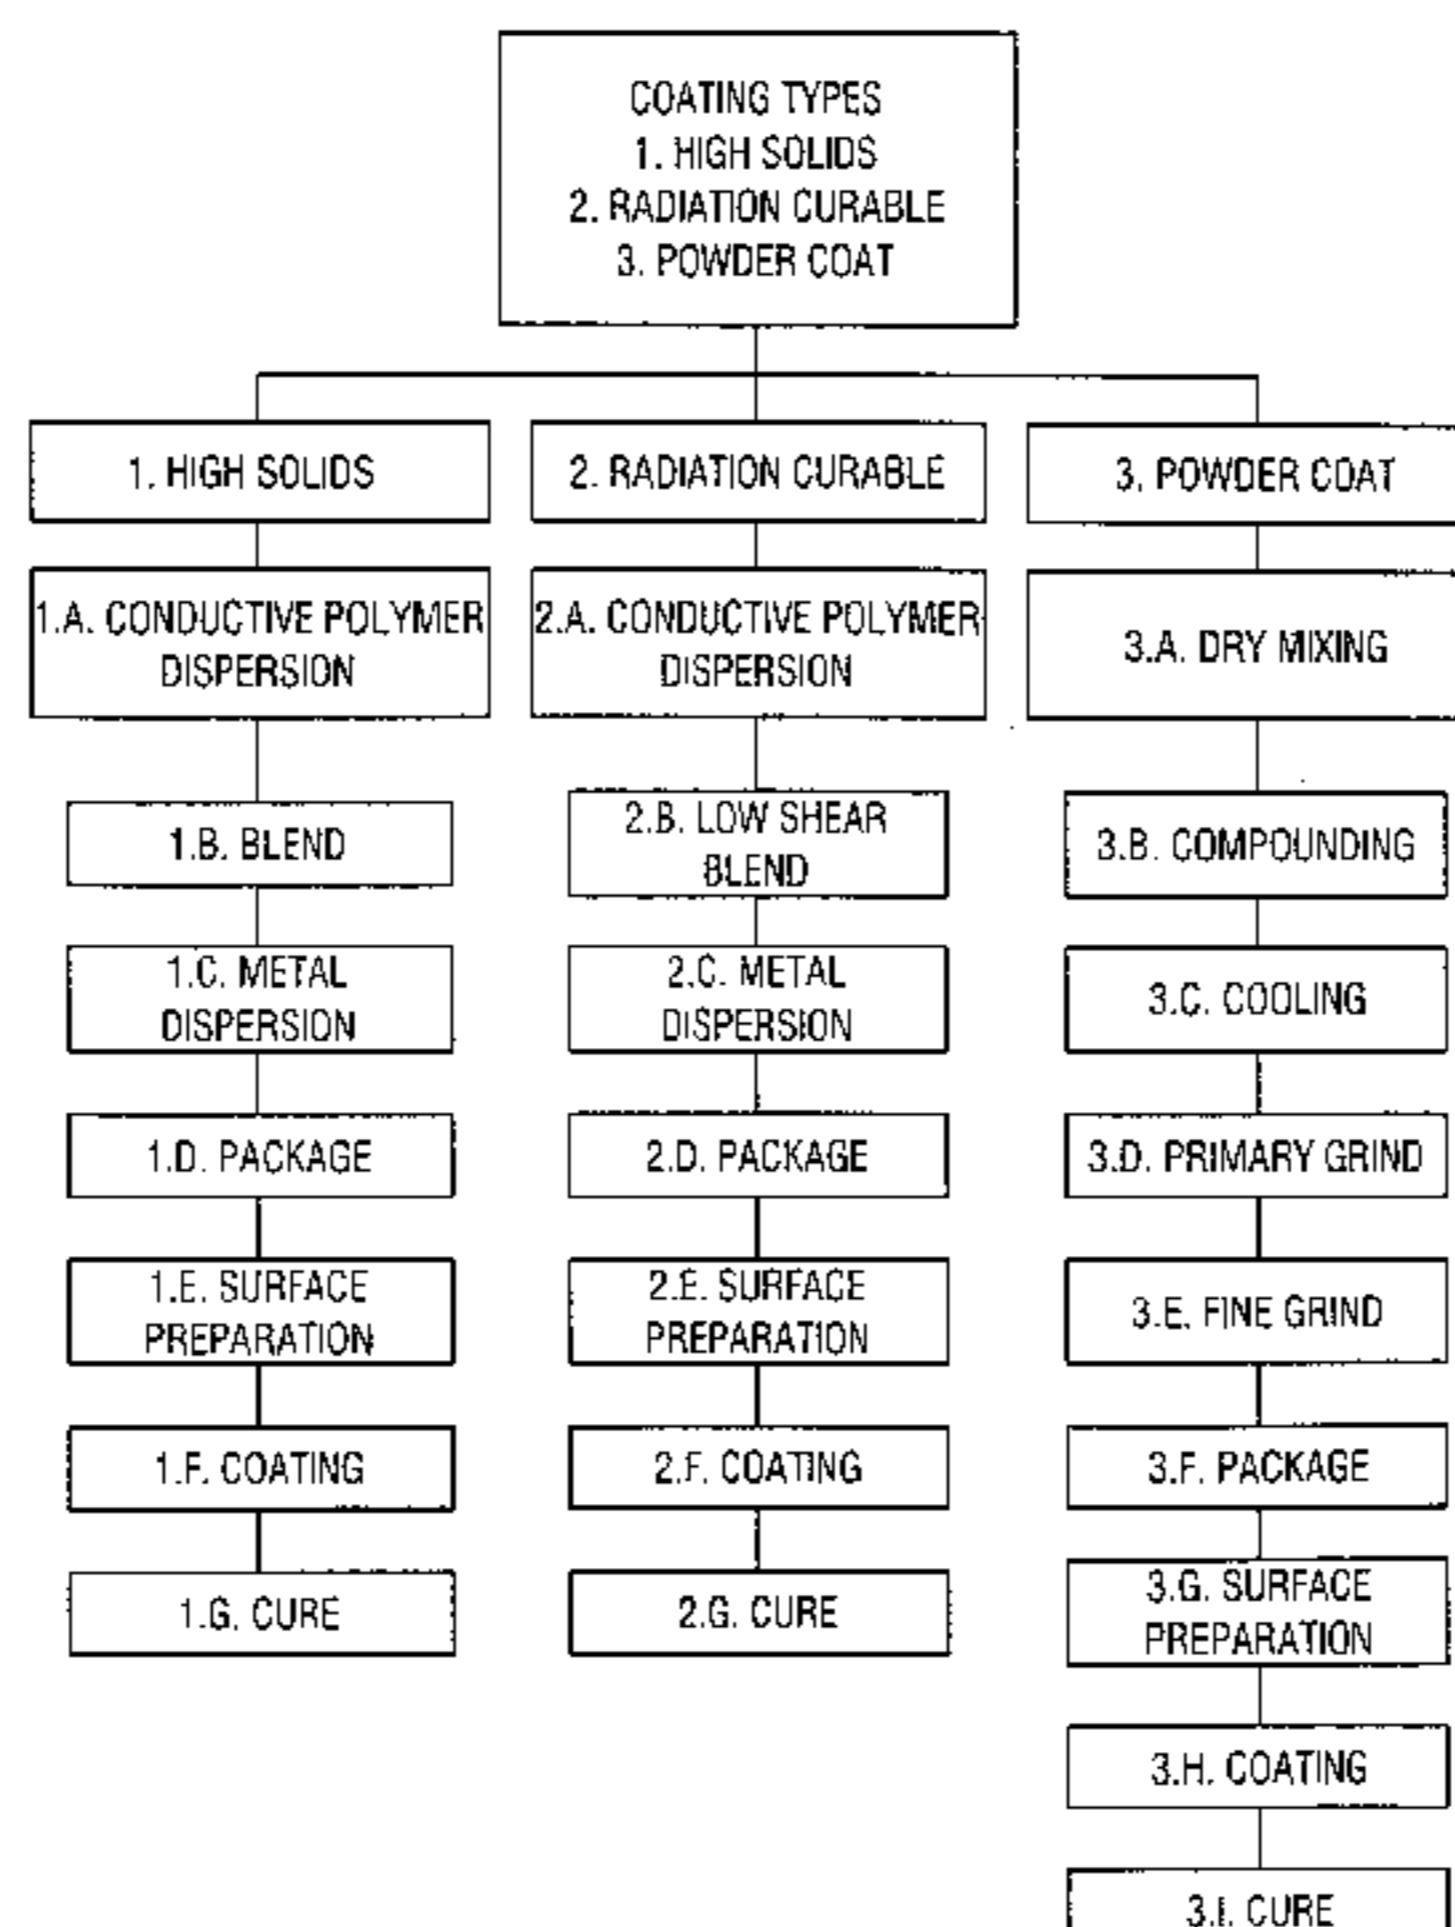 COATING TYPES
1. HIGH SOLIDS
2. RADIATION CURABLE
3. POWDER COAT
1. HIGH SOLIDS
2. RADIATION CURABLE
3. POWDER COAT
1.A. CONDUCTIVE POLYMER
DISPERSION
2.A. CONDUCTIVE POLYMER
DISPERSION
3.A. DRY MIXING
1.B. BLEND
2.B. LOW SHEAR
BLEND
3.B. COMPOUNDING
1.C. METAL
DISPERSION
2.C. METAL
DISPERSION
3.C. COOLING
1.D. PACKAGE
2.D. PACKAGE
3.D. PRIMARY GRIND
1.E. SURFACE
PREPARATION
2.E. SURFACE
PREPARATION
3.E. FINE GRIND
1.F. COATING
2.F. COATING
3.F. PACKAGE
1.G. CURE
2.G. CURE
3.G. SURFACE
PREPARATION
3.H. COATING
3.I. CURE